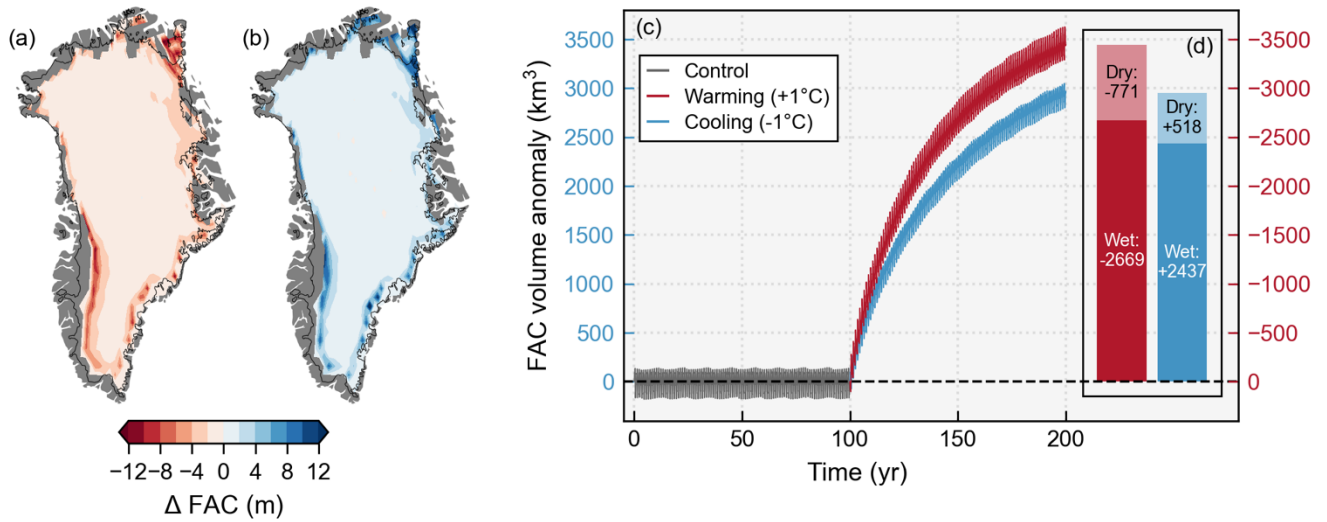 (a)
(b)
−12 −8 −4 0 4 8 12
Δ FAC (m)
FAC volume anomaly (km³)
3500
3000
2500
2000
1500
1000
500
0
(c)
Control
Warming (+1°C)
Cooling (-1°C)
0 50 100 150 200
Time (yr)
(d)
Dry:
-771
Dry:
+518
Wet:
-2669
Wet:
+2437
−3500
−3000
−2500
−2000
−1500
−1000
−500
0